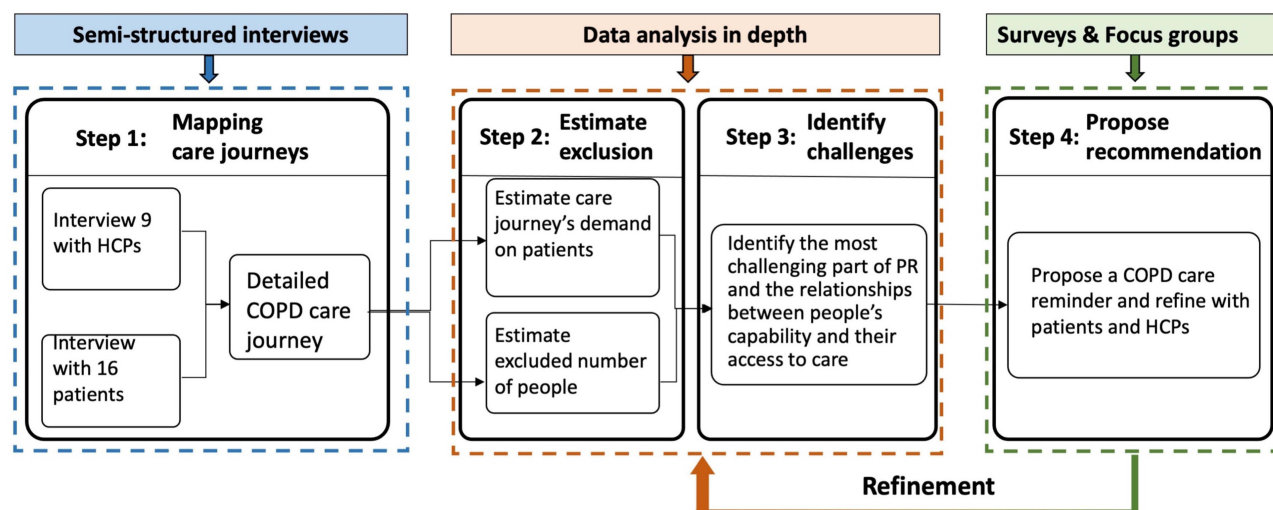 Semi-structured interviews
Data analysis in depth
Surveys & Focus groups
Step 1:
Mapping
care journeys
Interview 9
with HCPs
Interview
with 16
patients
Detailed
COPD care
journey
Step 2:
Estimate
exclusion
Estimate care
journey’s demand
on patients
Estimate
excluded number
of people
Step 3:
Identify
challenges
Identify the most
challenging part of PR
and the relationships
between people’s
capability and their
access to care
Step 4:
Propose
recommendation
Propose a COPD care
reminder and refine with
patients and HCPs
Refinement